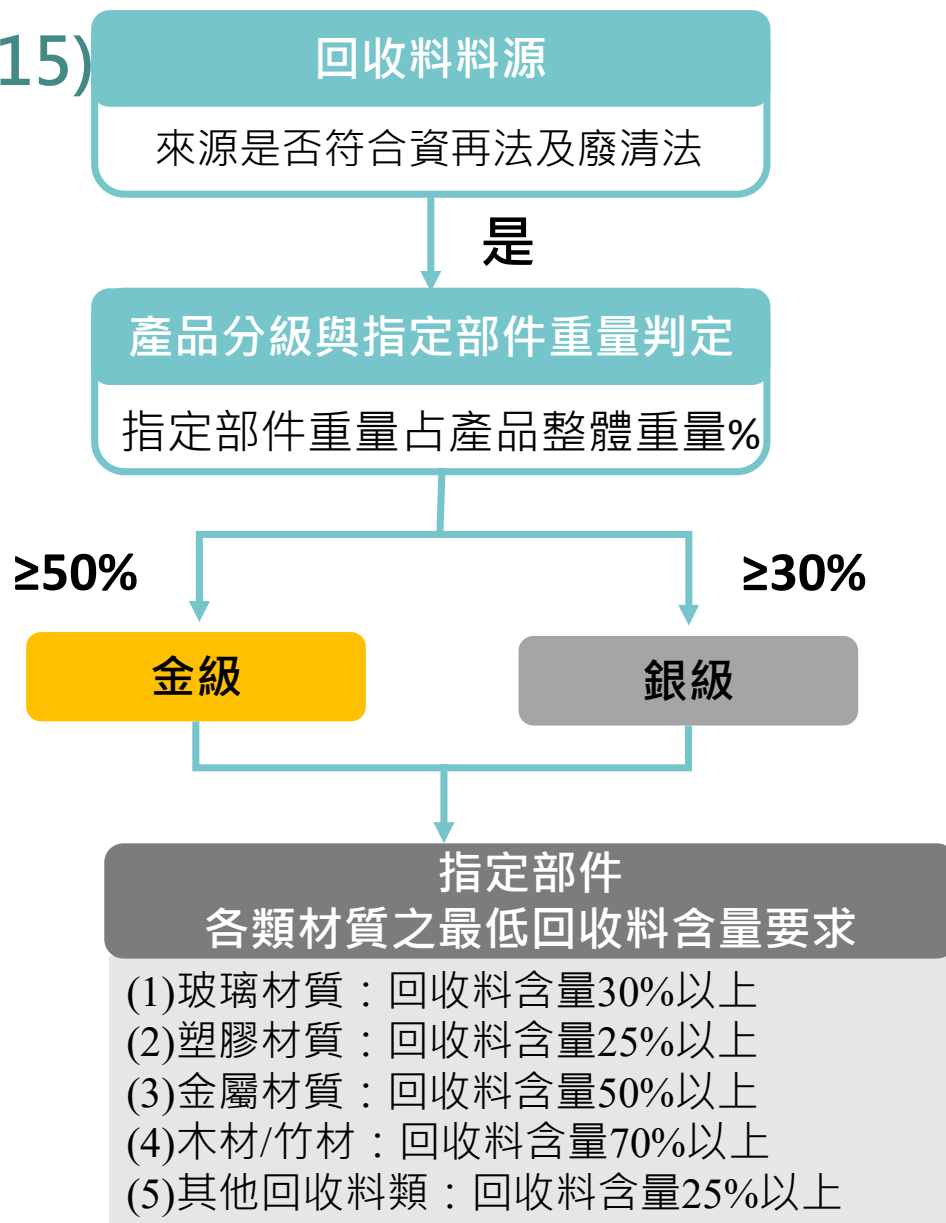 15)
回收料料源
來源是否符合資再法及廢清法
是
產品分級與指定部件重量判定
指定部件重量占產品整體重量%
≥50%
≥30%
金級
銀級
指定部件
各類材質之最低回收料含量要求
(1)玻璃材質：回收料含量30%以上
(2)塑膠材質：回收料含量25%以上
(3)金屬材質：回收料含量50%以上
(4)木材/竹材：回收料含量70%以上
(5)其他回收料類：回收料含量25%以上